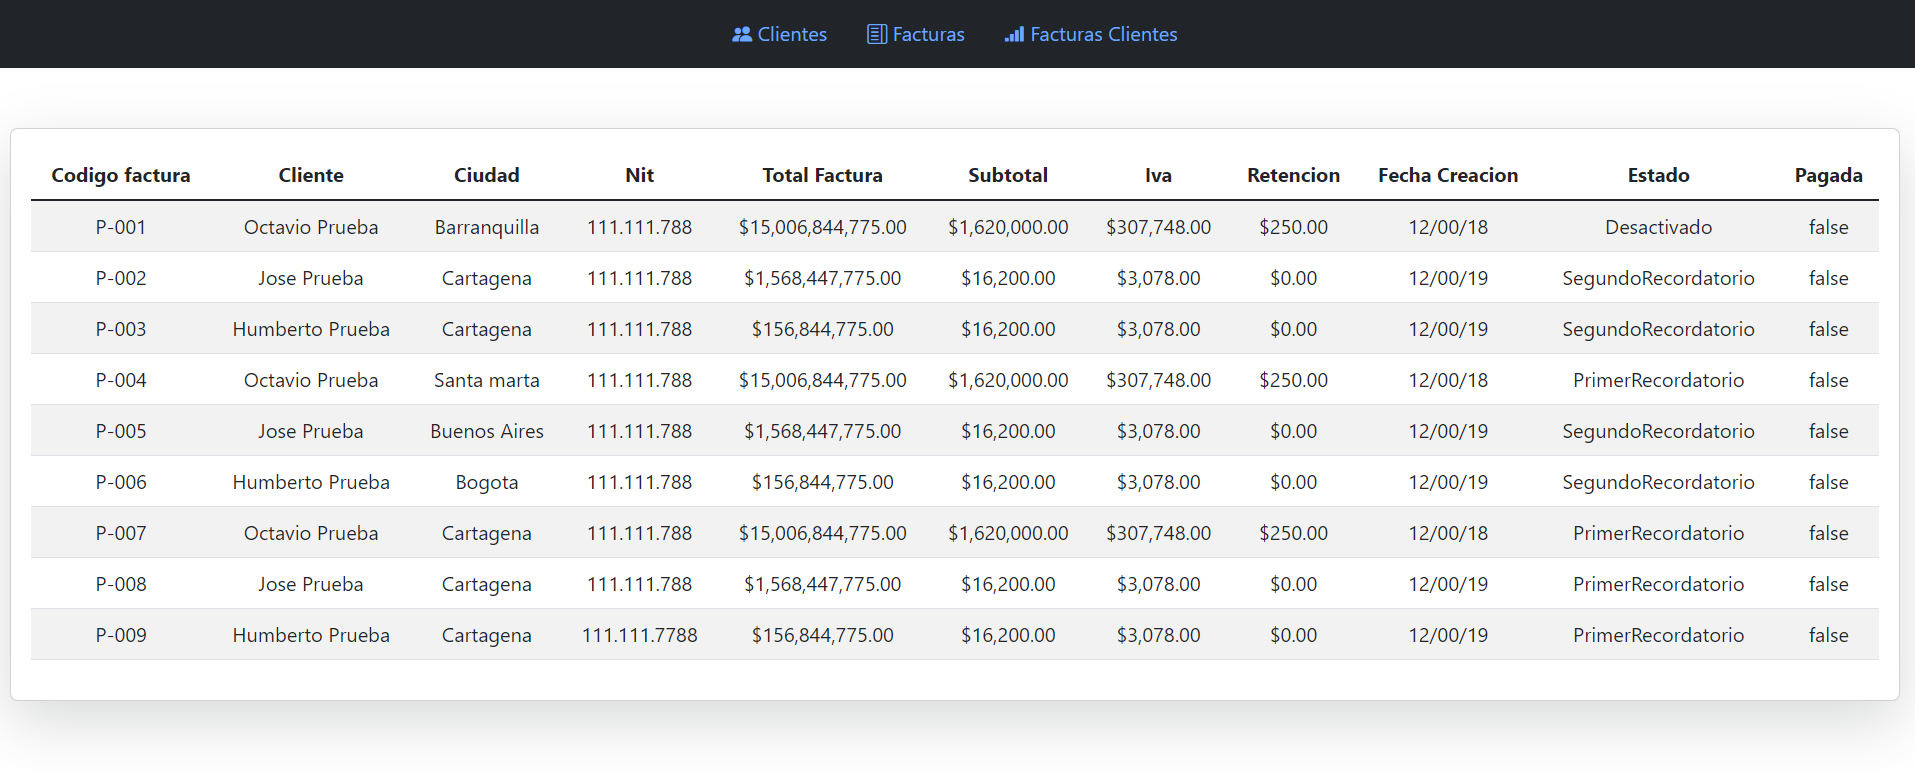 Clientes Facturas Facturas Clientes
Codigo factura Cliente Ciudad Nit Total Factura Subtotal Iva Retencion Fecha Creacion Estado Pagada
P-001 Octavio Prueba Barranquilla 111.111.788 $15,006,844,775.00 $1,620,000.00 $307,748.00 $250.00 12/00/18 Desactivado false
P-002 Jose Prueba Cartagena 111.111.788 $1,568,447,775.00 $16,200.00 $3,078.00 $0.00 12/00/19 SegundoRecordatorio false
P-003 Humberto Prueba Cartagena 111.111.788 $156,844,775.00 $16,200.00 $3,078.00 $0.00 12/00/19 SegundoRecordatorio false
P-004 Octavio Prueba Santa marta 111.111.788 $15,006,844,775.00 $1,620,000.00 $307,748.00 $250.00 12/00/18 PrimerRecordatorio false
P-005 Jose Prueba Buenos Aires 111.111.788 $1,568,447,775.00 $16,200.00 $3,078.00 $0.00 12/00/19 SegundoRecordatorio false
P-006 Humberto Prueba Bogota 111.111.788 $156,844,775.00 $16,200.00 $3,078.00 $0.00 12/00/19 SegundoRecordatorio false
P-007 Octavio Prueba Cartagena 111.111.788 $15,006,844,775.00 $1,620,000.00 $307,748.00 $250.00 12/00/18 PrimerRecordatorio false
P-008 Jose Prueba Cartagena 111.111.788 $1,568,447,775.00 $16,200.00 $3,078.00 $0.00 12/00/19 PrimerRecordatorio false
P-009 Humberto Prueba Cartagena 111.111.7788 $156,844,775.00 $16,200.00 $3,078.00 $0.00 12/00/19 PrimerRecordatorio false